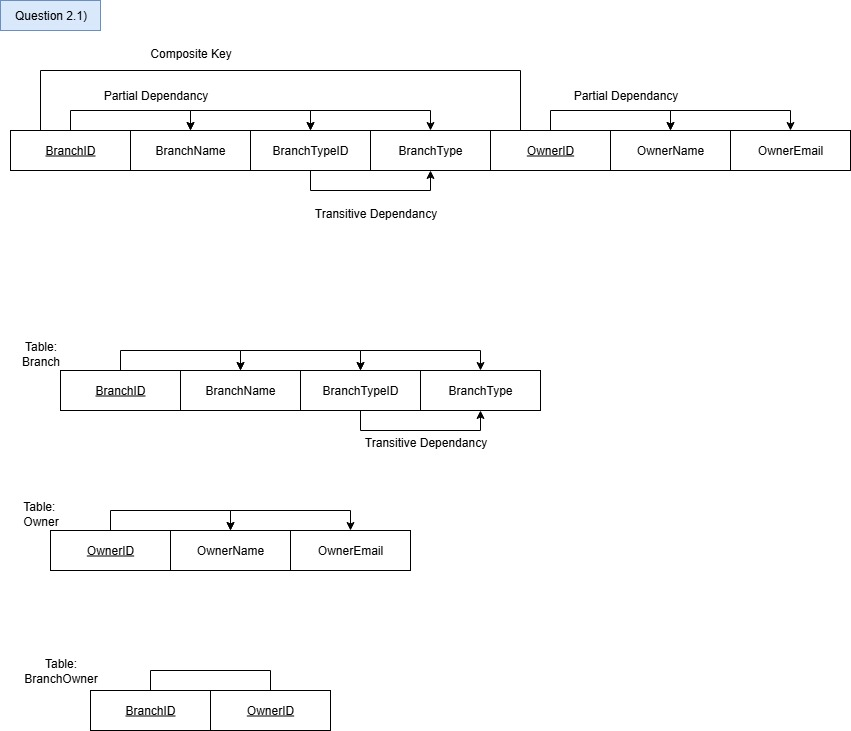 Question 2.1)
Composite Key
Partial Dependancy
Partial Dependancy
BranchID
BranchName
BranchTypeID
BranchType
OwnerID
OwnerName
OwnerEmail
Transitive Dependancy
Table:
Branch
BranchID
BranchName
BranchTypeID
BranchType
Transitive Dependancy
Table:
Owner
OwnerID
OwnerName
OwnerEmail
Table:
BranchOwner
BranchID
OwnerID